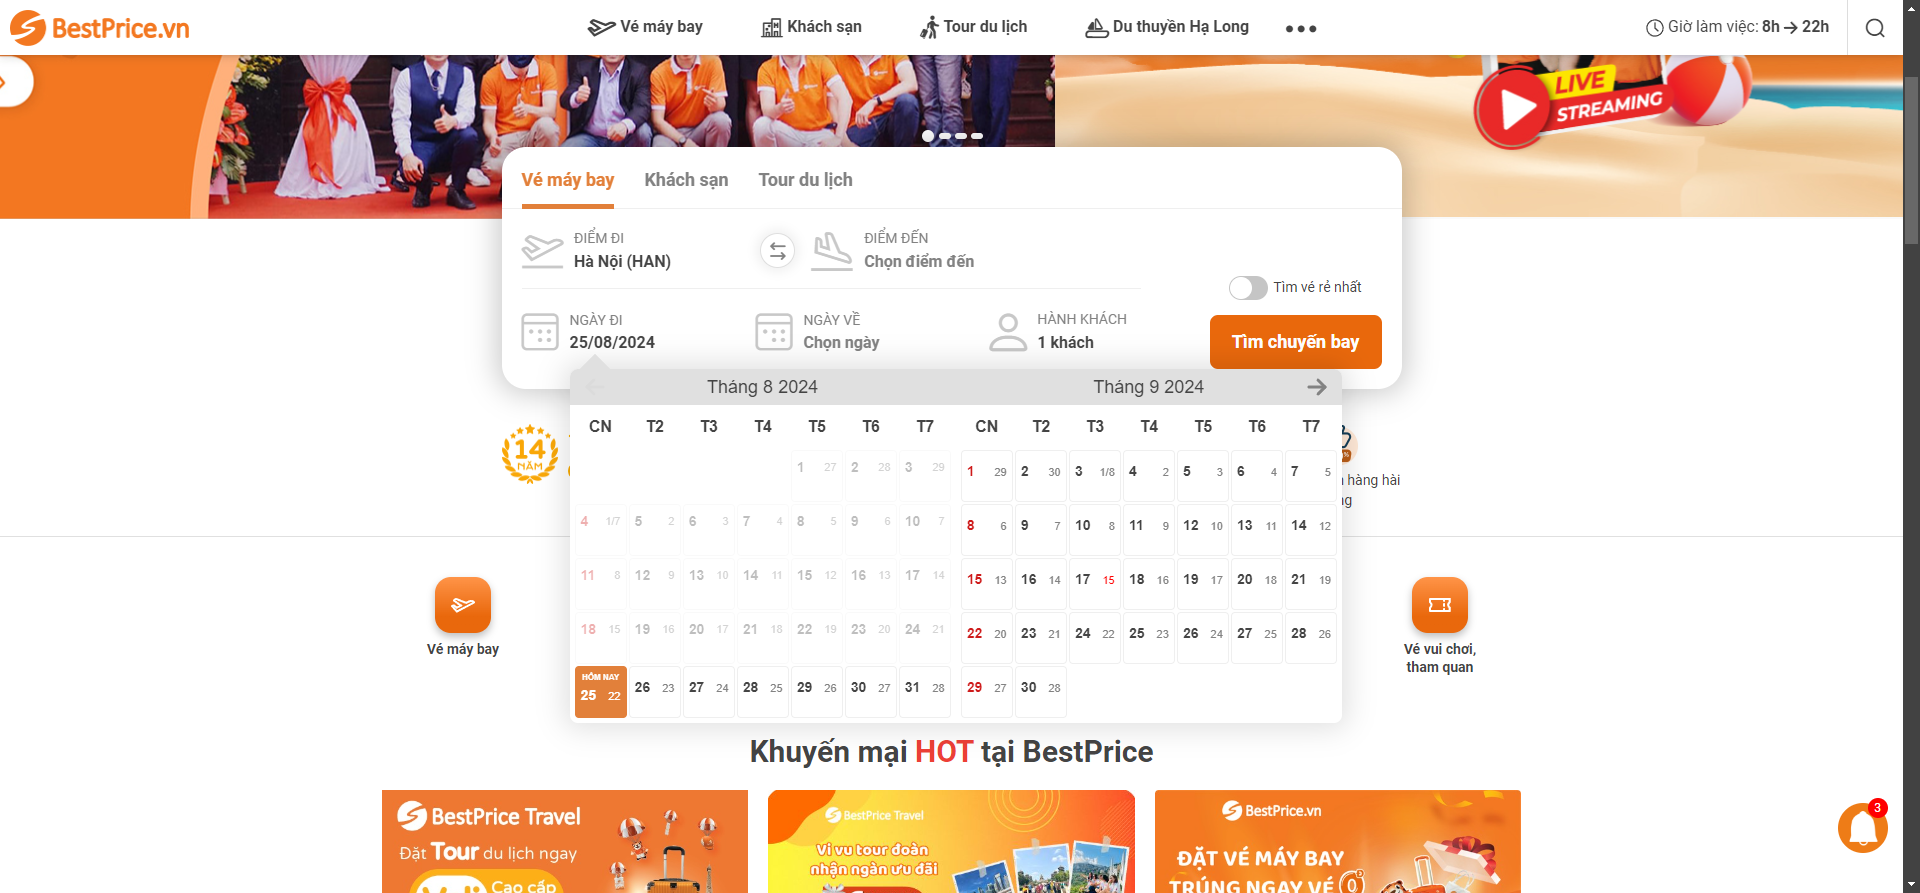 BestPrice.vn
Vé máy bay
Khách sạn
Tour du lịch
Du thuyền Hạ Long
Giờ làm việc: 8h → 22h
LIVE
STREAMING
Vé máy bay
Khách sạn
Tour du lịch
ĐIỂM ĐI
Hà Nội (HAN)
ĐIỂM ĐẾN
Chọn điểm đến
Tìm vé rẻ nhất
NGÀY ĐI
25/08/2024
NGÀY VỀ
Chọn ngày
HÀNH KHÁCH
1 khách
Tìm chuyến bay
Tháng 8 2024
CN T2 T3 T4 T5 T6 T7
1 27 2 28 3 29
4 1/7 5 2 6 3 7 4 8 5 9 6 10 7
11 8 12 9 13 10 14 11 15 12 16 13 17 14
18 15 19 16 20 17 21 18 22 19 23 20 24 21
HÔM NAY
25 22 26 23 27 24 28 25 29 26 30 27 31 28
Tháng 9 2024
CN T2 T3 T4 T5 T6 T7
1 29 2 30 3 1/8 4 2 5 3 6 4 7 5
8 6 9 7 10 8 11 9 12 10 13 11 14 12
15 13 16 14 17 15 18 16 19 17 20 18 21 19
22 20 23 21 24 22 25 23 26 24 27 25 28 26
29 27 30 28
14
NĂM
hàng hài
Vé máy bay
Vé vui chơi,
tham quan
Khuyến mại HOT tại BestPrice
BestPrice Travel
Đặt Tour du lịch ngay
Cao cấp
BestPrice Travel
Vi vu tour đoàn
nhận ngàn ưu đãi
BestPrice.vn
ĐẶT VÉ MÁY BAY
TRÚNG NGAY VÉ 0
3